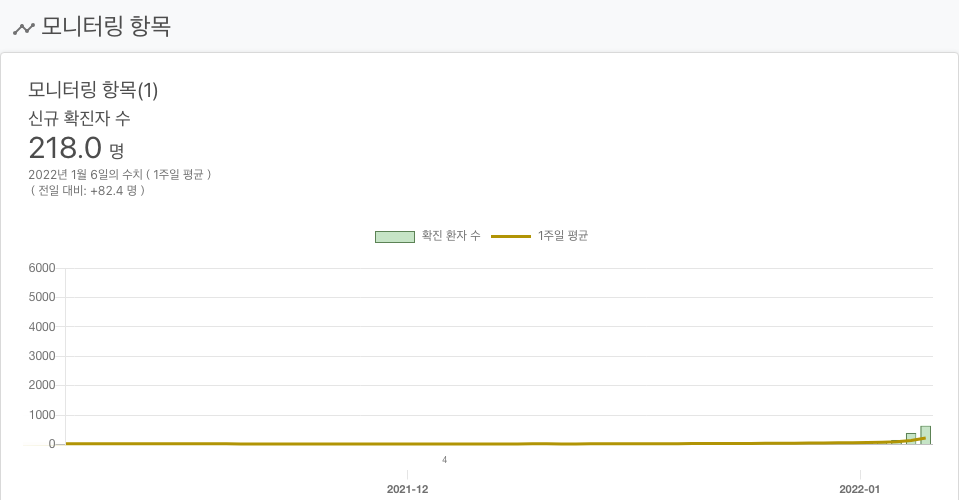 모니터링 항목
모니터링 항목(1)
신규 확진자 수
218.0 명
2022년 1월 6일의 수치 ( 1주일 평균 )
( 전일 대비: +82.4 명 )
확진 환자 수 1주일 평균
6000
5000
4000
3000
2000
1000
0
4
2021-12 2022-01